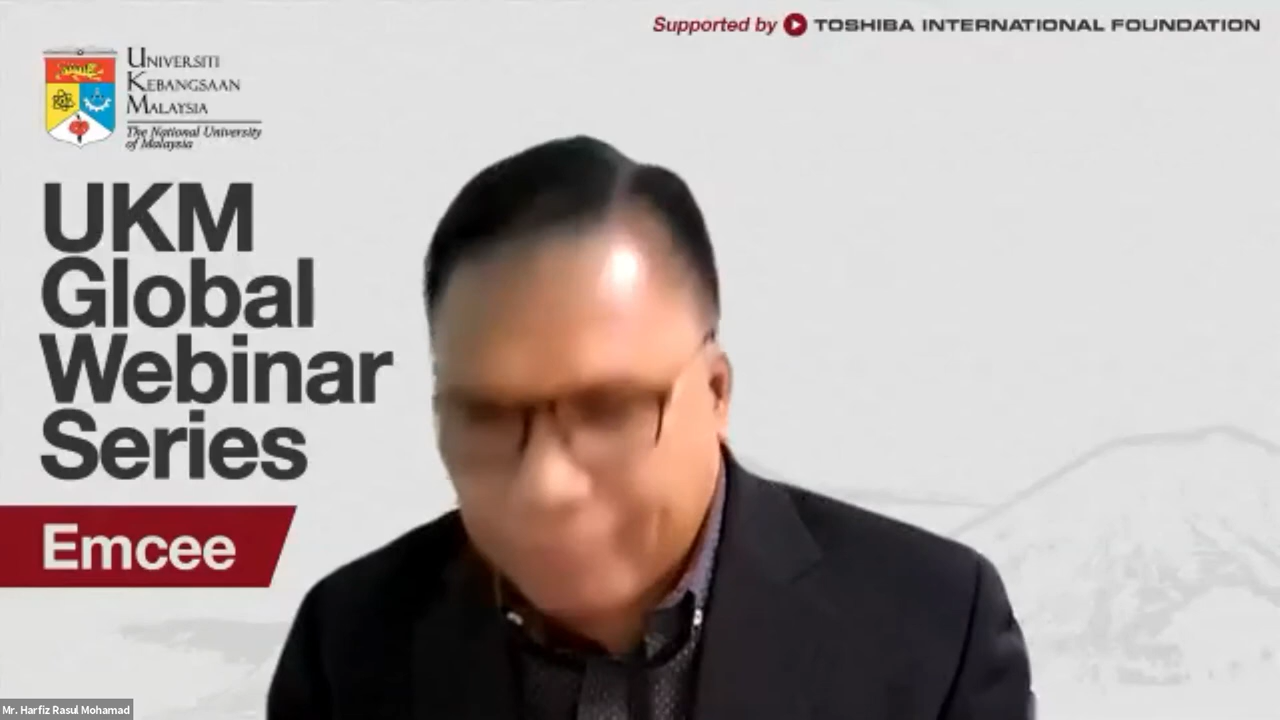 Supported by TOSHIBA INTERNATIONAL FOUNDATION
UNIVERSITI
KEBANGSAAN
MALAYSIA
The National University
of Malaysia
UKM
Global
Webinar
Series
Emcee
Mr. Harfiz Rasul Mohamad